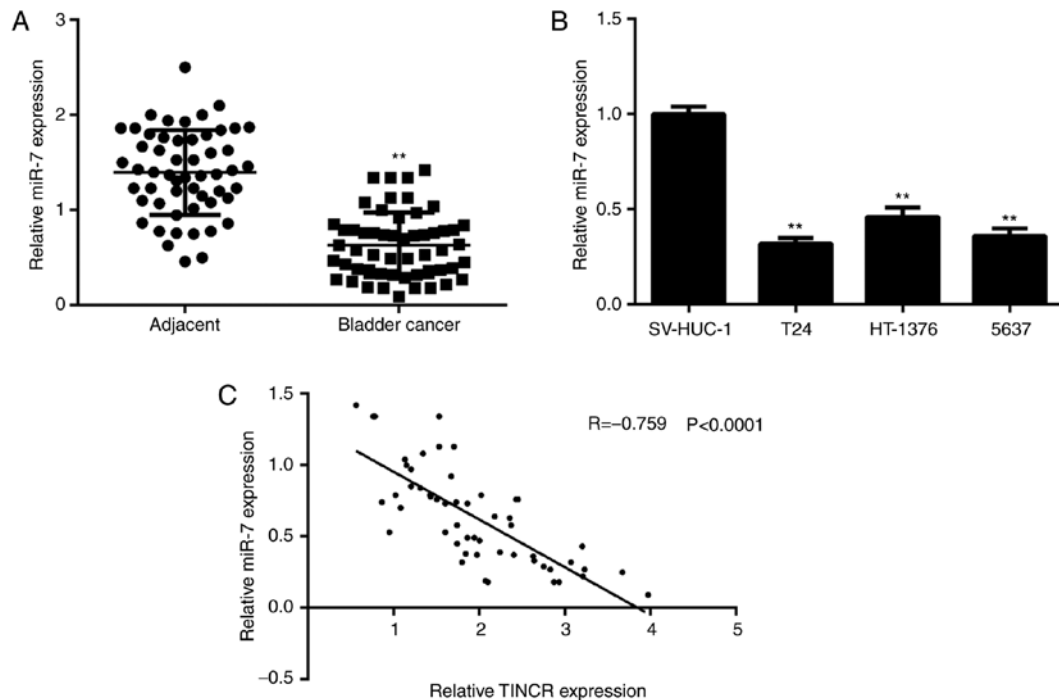 A
Relative miR-7 expression
3
2
1
0
**
Adjacent
Bladder cancer
B
Relative miR-7 expression
1.5
1.0
0.5
0.0
**
**
**
SV-HUC-1
T24
HT-1376
5637
C
Relative miR-7 expression
1.5
1.0
0.5
0.0
−0.5
R=−0.759 P<0.0001
1
2
3
4
5
Relative TINCR expression